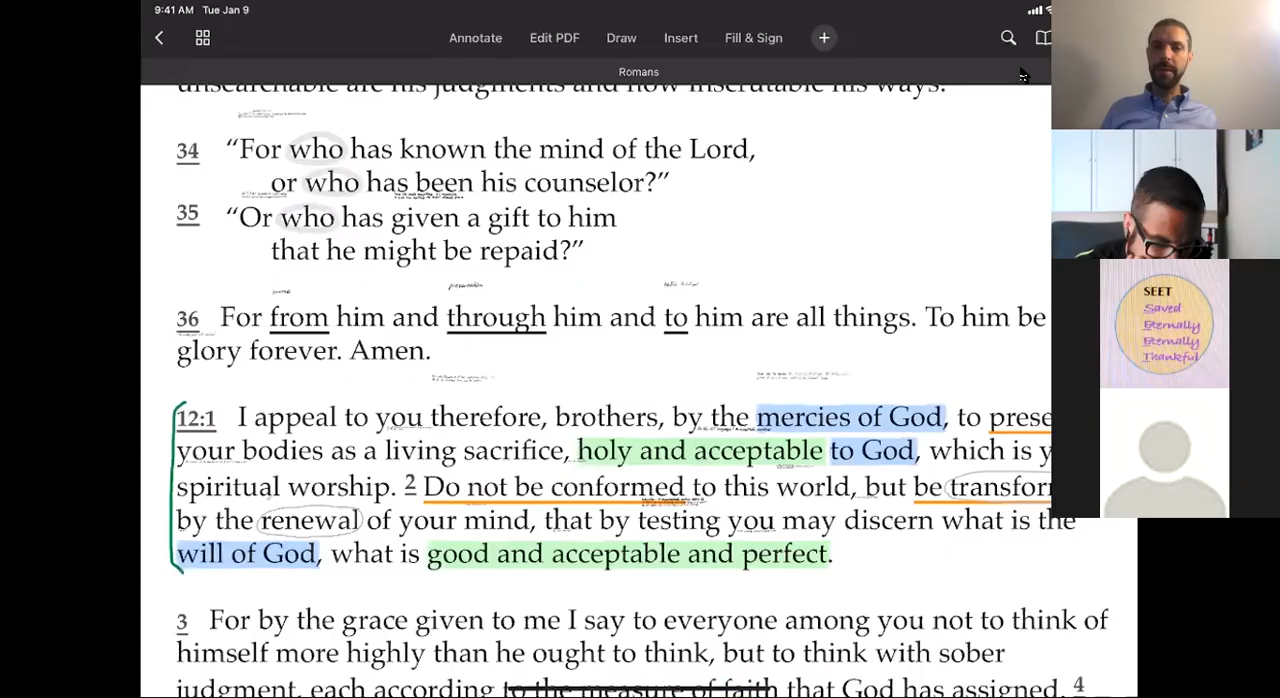 9:41 AM Tue Jan 9
Annotate Edit PDF Draw Insert Fill & Sign
Romans
unsearchable are his judgments and how inscrutable his ways.
34 “For who has known the mind of the Lord,
or who has been his counselor?”
35 “Or who has given a gift to him
that he might be repaid?”
36 For from him and through him and to him are all things. To him be
glory forever. Amen.
12:1 I appeal to you therefore, brothers, by the mercies of God, to prese
your bodies as a living sacrifice, holy and acceptable to God, which is y
spiritual worship. 2 Do not be conformed to this world, but be transfor
by the renewal of your mind, that by testing you may discern what is the
will of God, what is good and acceptable and perfect.
3 For by the grace given to me I say to everyone among you not to think of
himself more highly than he ought to think, but to think with sober
judgment, each according to the measure of faith that God has assigned. 4
SEET
Saved
Eternally
Eternally
Thankful